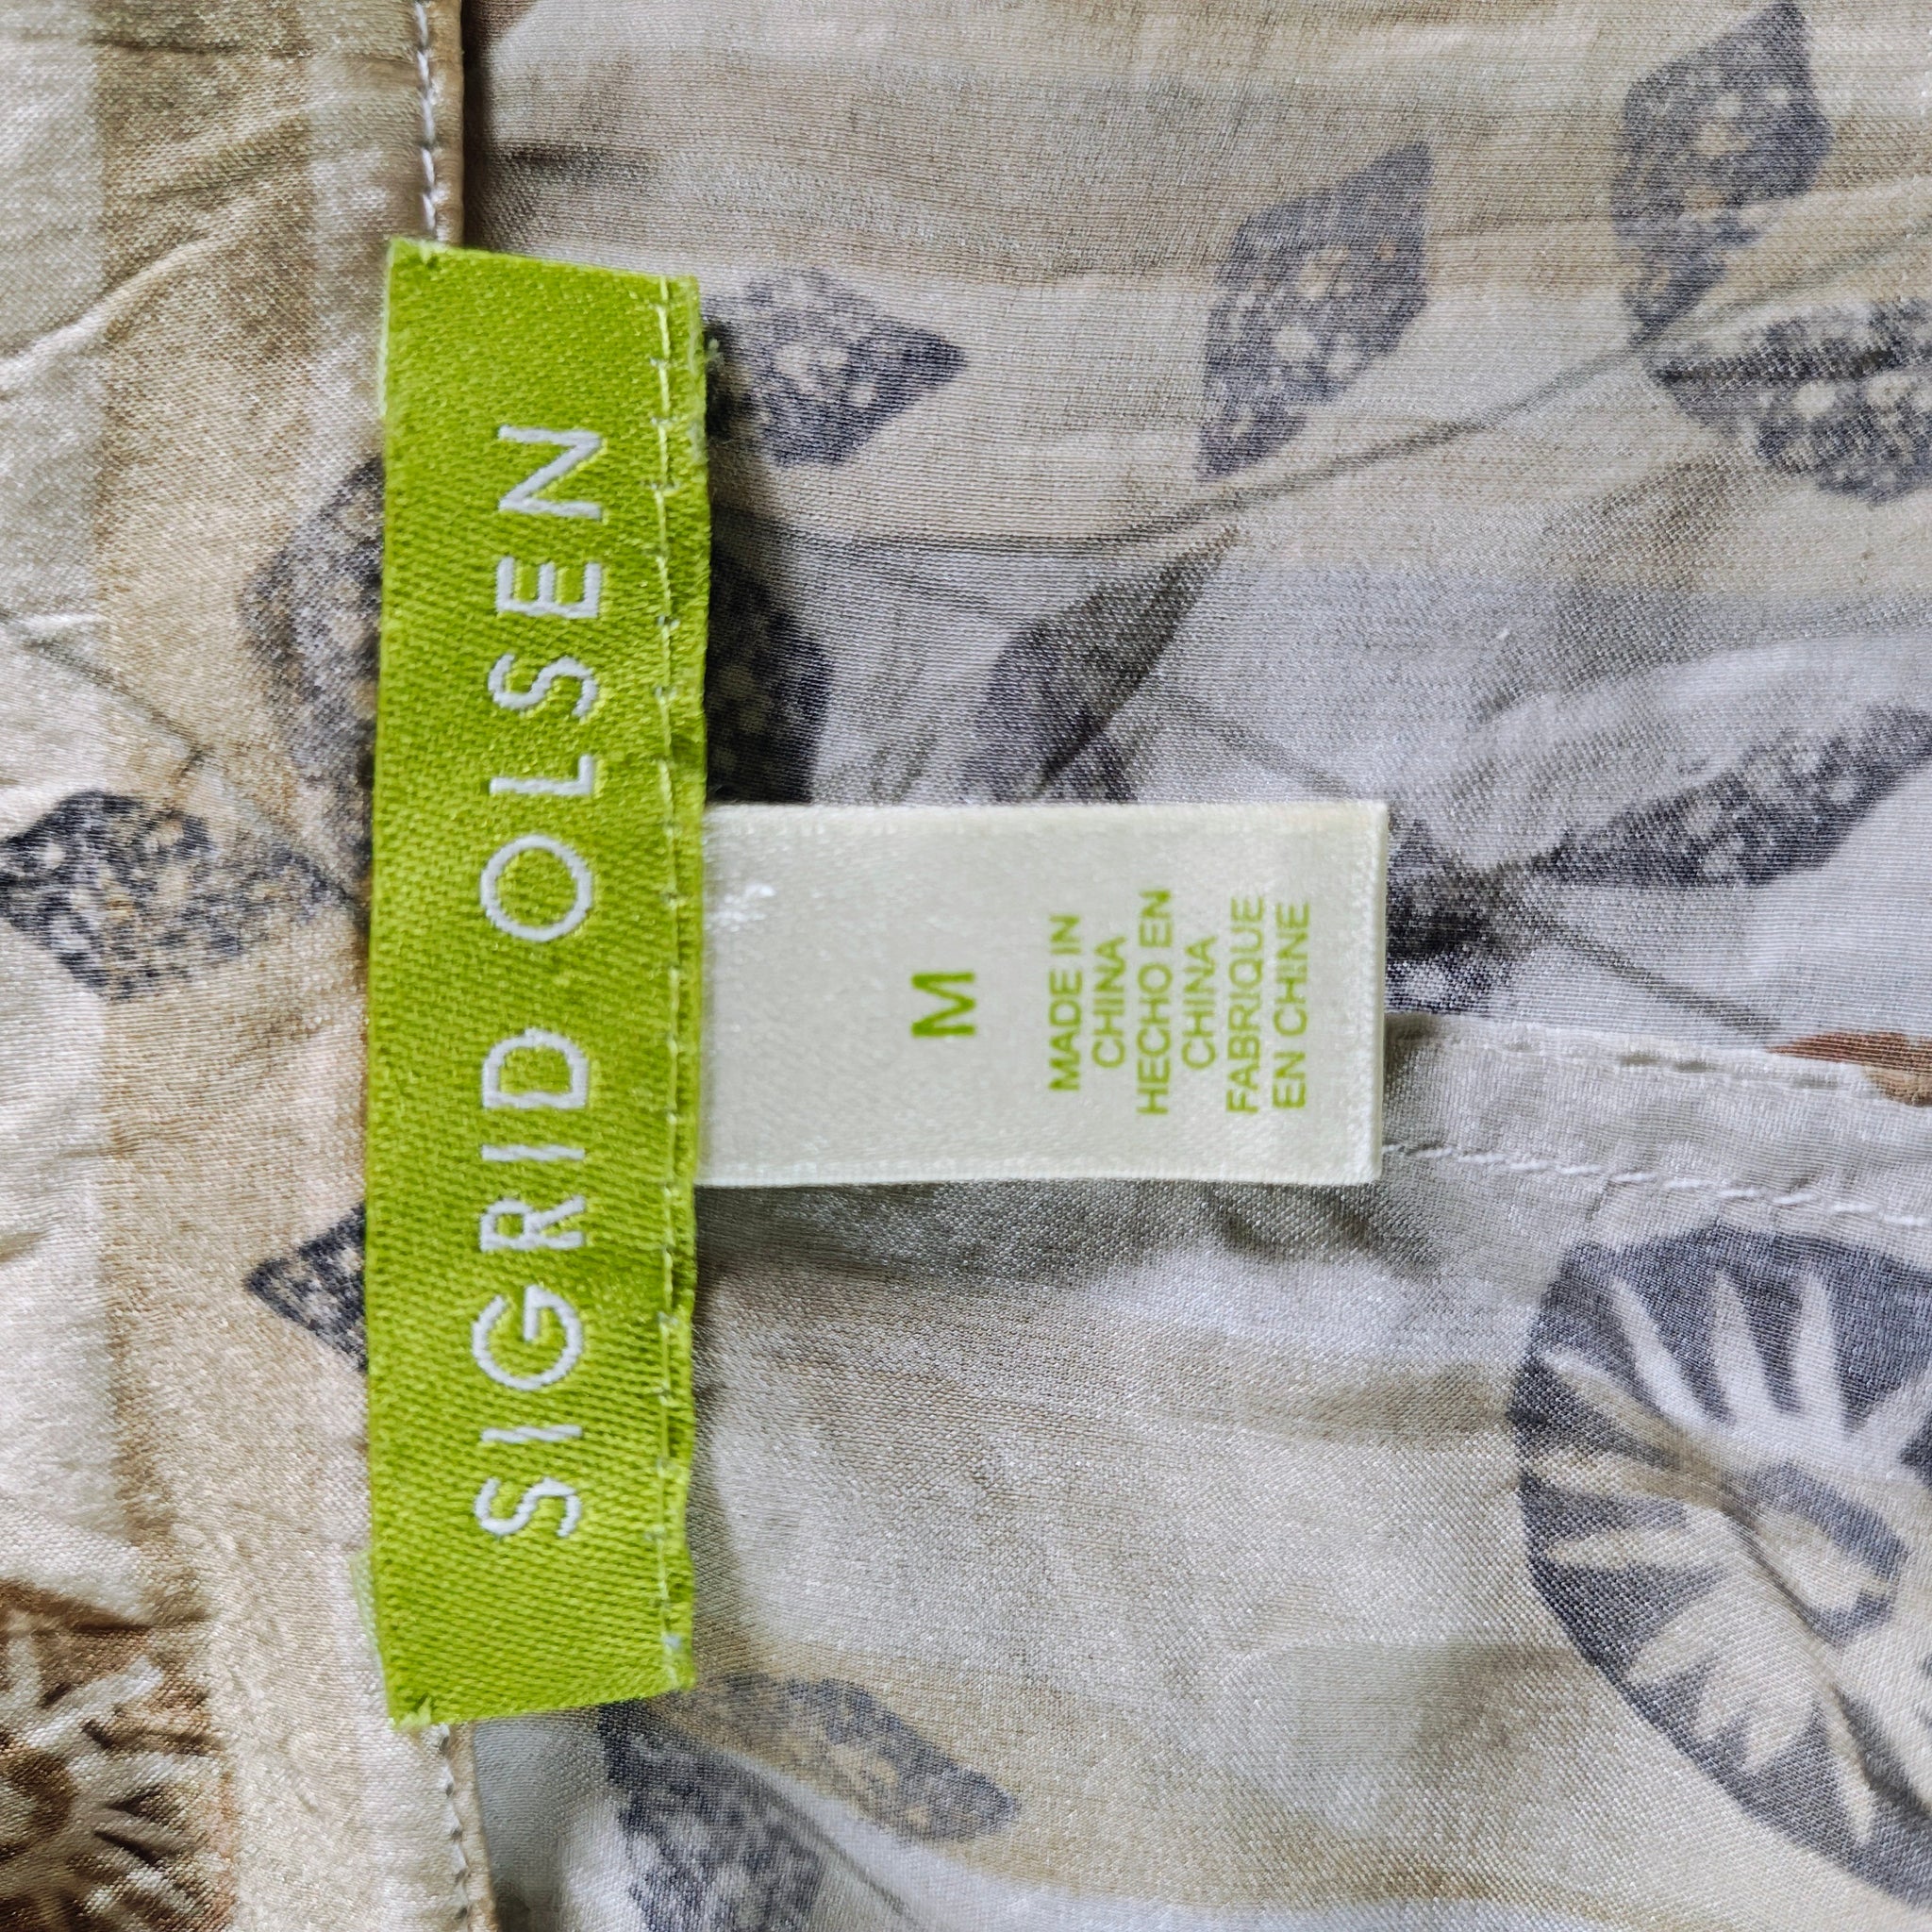 SIGRID OLSEN
M
MADE IN
CHINA
HECHO EN
CHINA
FABRIQUE
EN CHINE